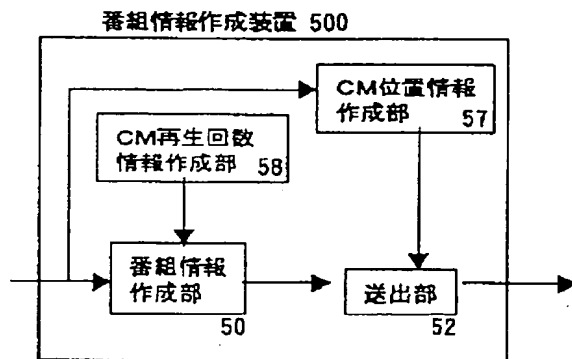 番組情報作成装置 500
CM位置情報
作成部 57
CM再生回数
情報作成部 58
番組情報
作成部
50
送出部
52